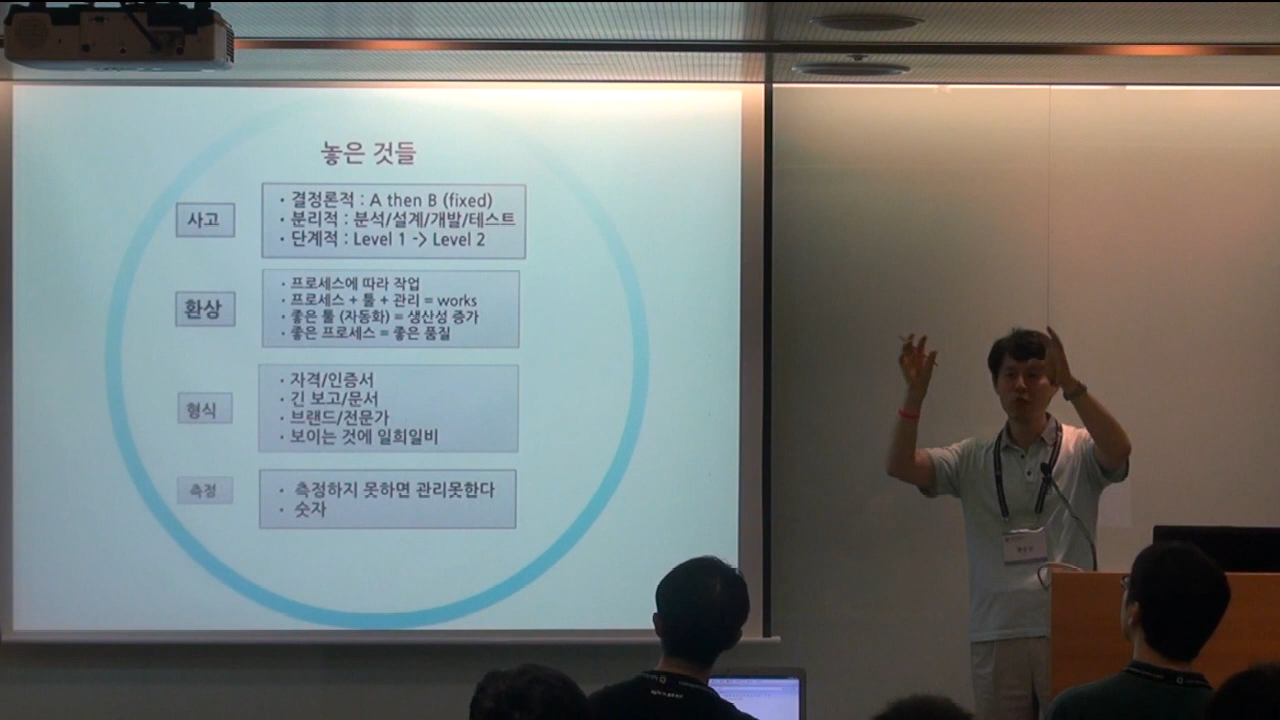 놓은 것들
사고
• 결정론적 : A then B (fixed)
• 분리적 : 분석/설계/개발/테스트
• 단계적 : Level 1 -> Level 2
환상
• 프로세스에 따라 작업
• 프로세스 + 툴 + 관리 = works
• 좋은 툴 (자동화) = 생산성 증가
• 좋은 프로세스 = 좋은 품질
형식
• 자격/인증서
• 긴 보고/문서
• 브랜드/전문가
• 보이는 것에 일희일비
측정
• 측정하지 못하면 관리못한다
• 숫자